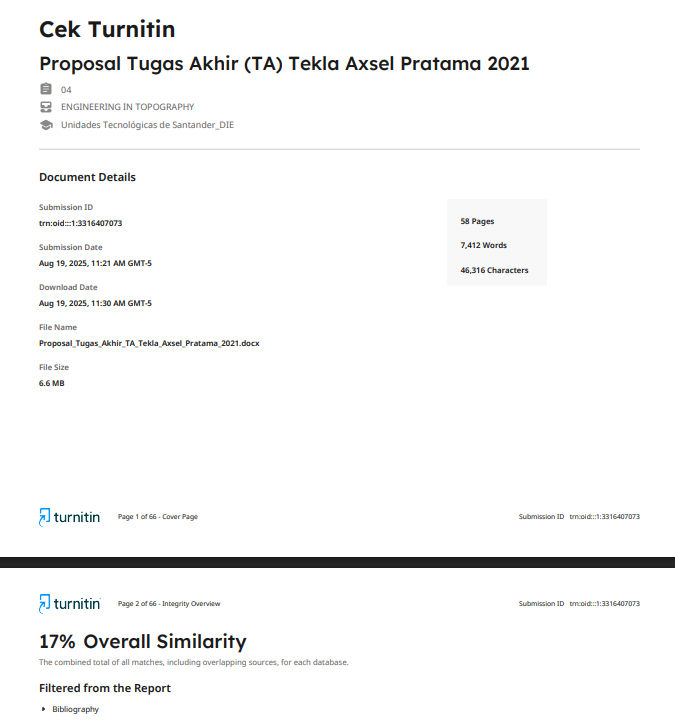 Cek Turnitin
Proposal Tugas Akhir (TA) Tekla Axsel Pratama 2021
04
ENGINEERING IN TOPOGRAPHY
Unidades Tecnológicas de Santander_DIE
Document Details
Submission ID
trn:oid:::1:3316407073
58 Pages
Submission Date
7,412 Words
Aug 19, 2025, 11:21 AM GMT-5
46,316 Characters
Download Date
Aug 19, 2025, 11:30 AM GMT-5
File Name
Proposal_Tugas_Akhir_TA_Tekla_Axsel_Pratama_2021.docx
File Size
6.6 MB
turnitin Page 1 of 66 - Cover Page Submission ID trn:oid:::1:3316407073
turnitin Page 2 of 66 - Integrity Overview Submission ID trn:oid:::1:3316407073
17% Overall Similarity
The combined total of all matches, including overlapping sources, for each database.
Filtered from the Report
Bibliography